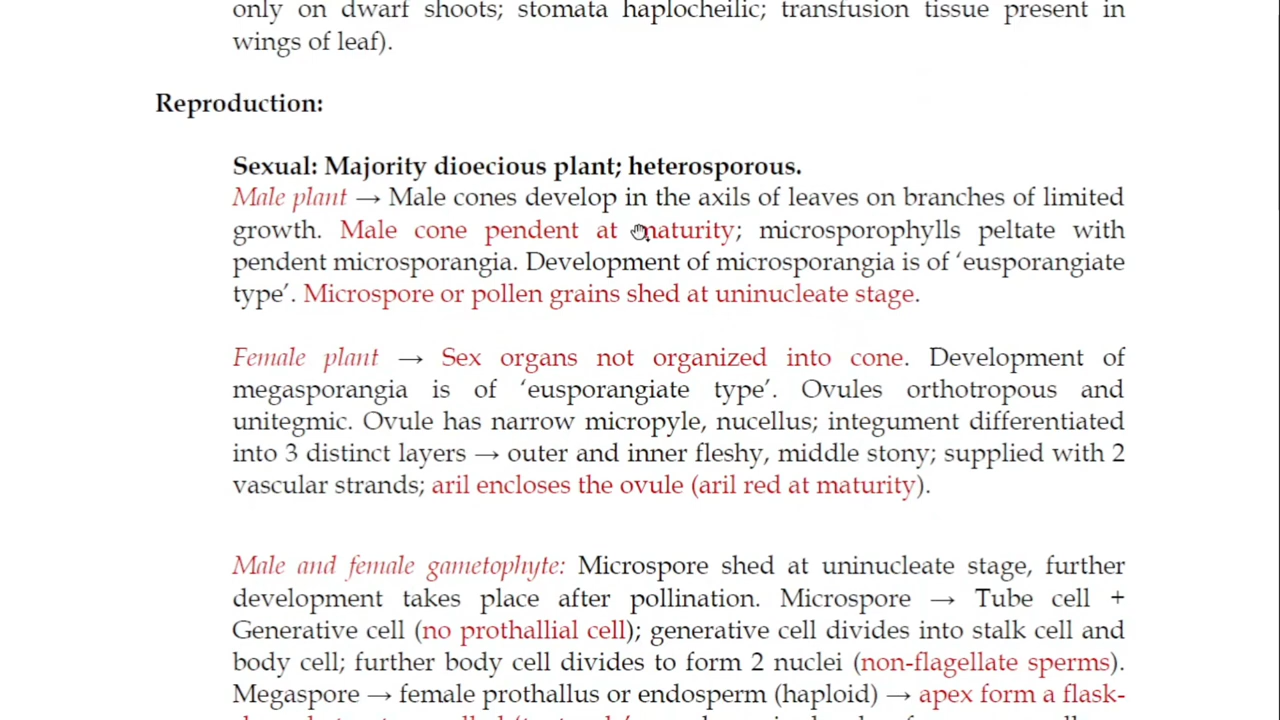 only on dwarf shoots; stomata haplocheilic; transfusion tissue present in
wings of leaf).
Reproduction:
Sexual: Majority dioecious plant; heterosporous.
Male plant → Male cones develop in the axils of leaves on branches of limited
growth. Male cone pendent at maturity; microsporophylls peltate with
pendent microsporangia. Development of microsporangia is of ‘eusporangiate
type’. Microspore or pollen grains shed at uninucleate stage.
Female plant → Sex organs not organized into cone. Development of
megasporangia is of ‘eusporangiate type’. Ovules orthotropous and
unitegmic. Ovule has narrow micropyle, nucellus; integument differentiated
into 3 distinct layers → outer and inner fleshy, middle stony; supplied with 2
vascular strands; aril encloses the ovule (aril red at maturity).
Male and female gametophyte: Microspore shed at uninucleate stage, further
development takes place after pollination. Microspore → Tube cell +
Generative cell (no prothallial cell); generative cell divides into stalk cell and
body cell; further body cell divides to form 2 nuclei (non-flagellate sperms).
Megaspore → female prothallus or endosperm (haploid) → apex form a flask-